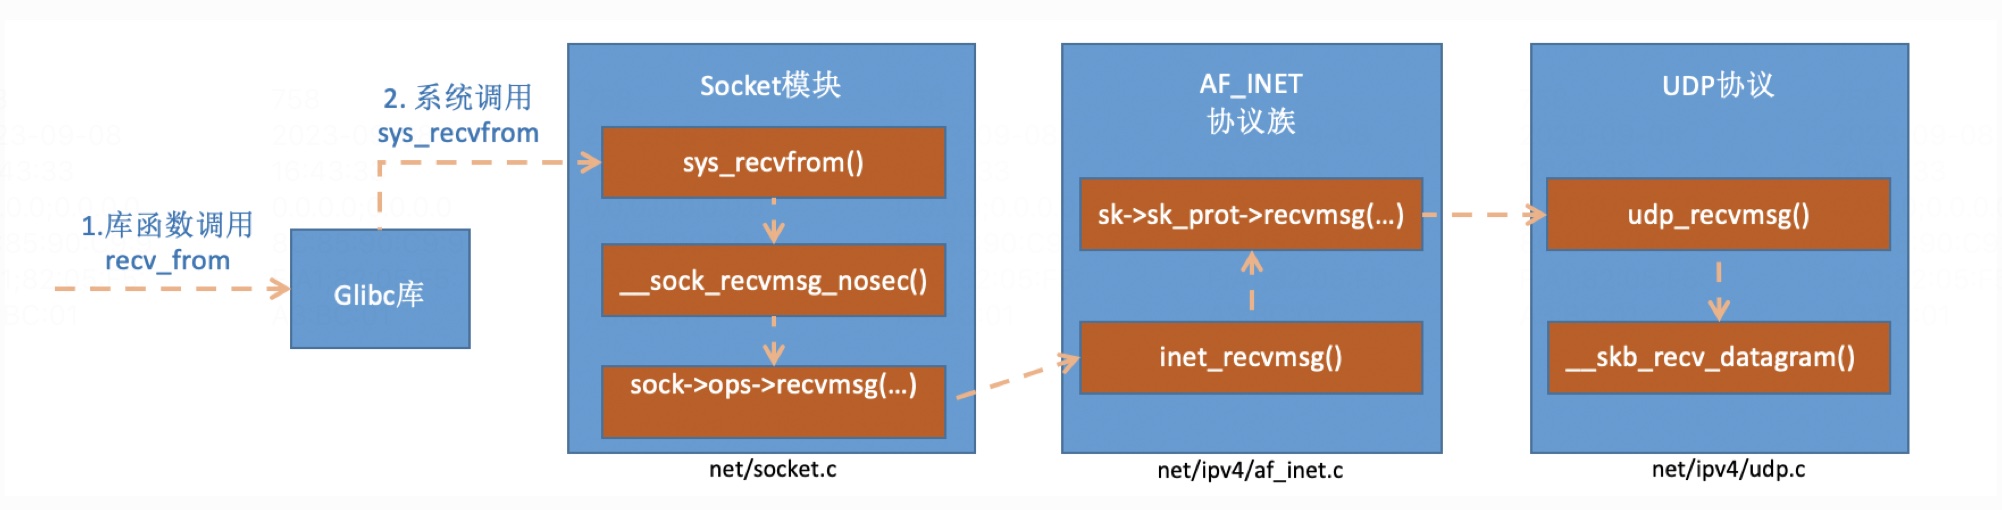 1.库函数调用
recv_from
Glibc库
2. 系统调用
sys_recvfrom
Socket模块
sys_recvfrom()
__sock_recvmsg_nosec()
sock->ops->recvmsg(...)
net/socket.c
AF_INET
协议族
sk->sk_prot->recvmsg(...)
inet_recvmsg()
net/ipv4/af_inet.c
UDP协议
udp_recvmsg()
__skb_recv_datagram()
net/ipv4/udp.c